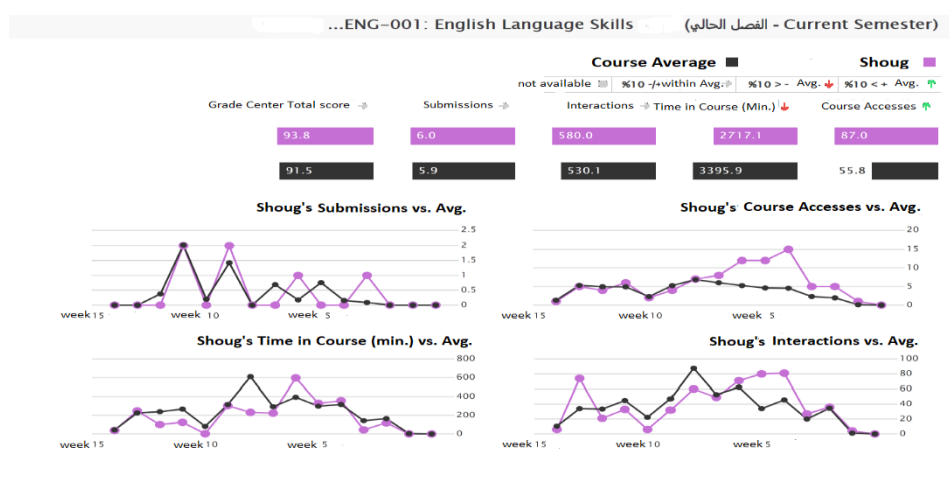 ...ENG-001: English Language Skills (الفصل الحالي - Current Semester)
Course Average Shoug
not available %10 -/+within Avg. %10 > - Avg. %10 < + Avg.
Grade Center Total score Submissions Interactions Time in Course (Min.) Course Accesses
93.8 6.0 580.0 2717.1 87.0
91.5 5.9 530.1 3395.9 55.8
Shoug's Submissions vs. Avg.
2.5
2
1.5
1
0.5
0
week 15 week 10 week 5
Shoug's Course Accesses vs. Avg.
20
15
10
5
0
week 15 week 10 week 5
Shoug's Time in Course (min.) vs. Avg.
800
600
400
200
0
week 15 week 10 week 5
Shoug's Interactions vs. Avg.
100
80
60
40
20
0
week 15 week 10 week 5